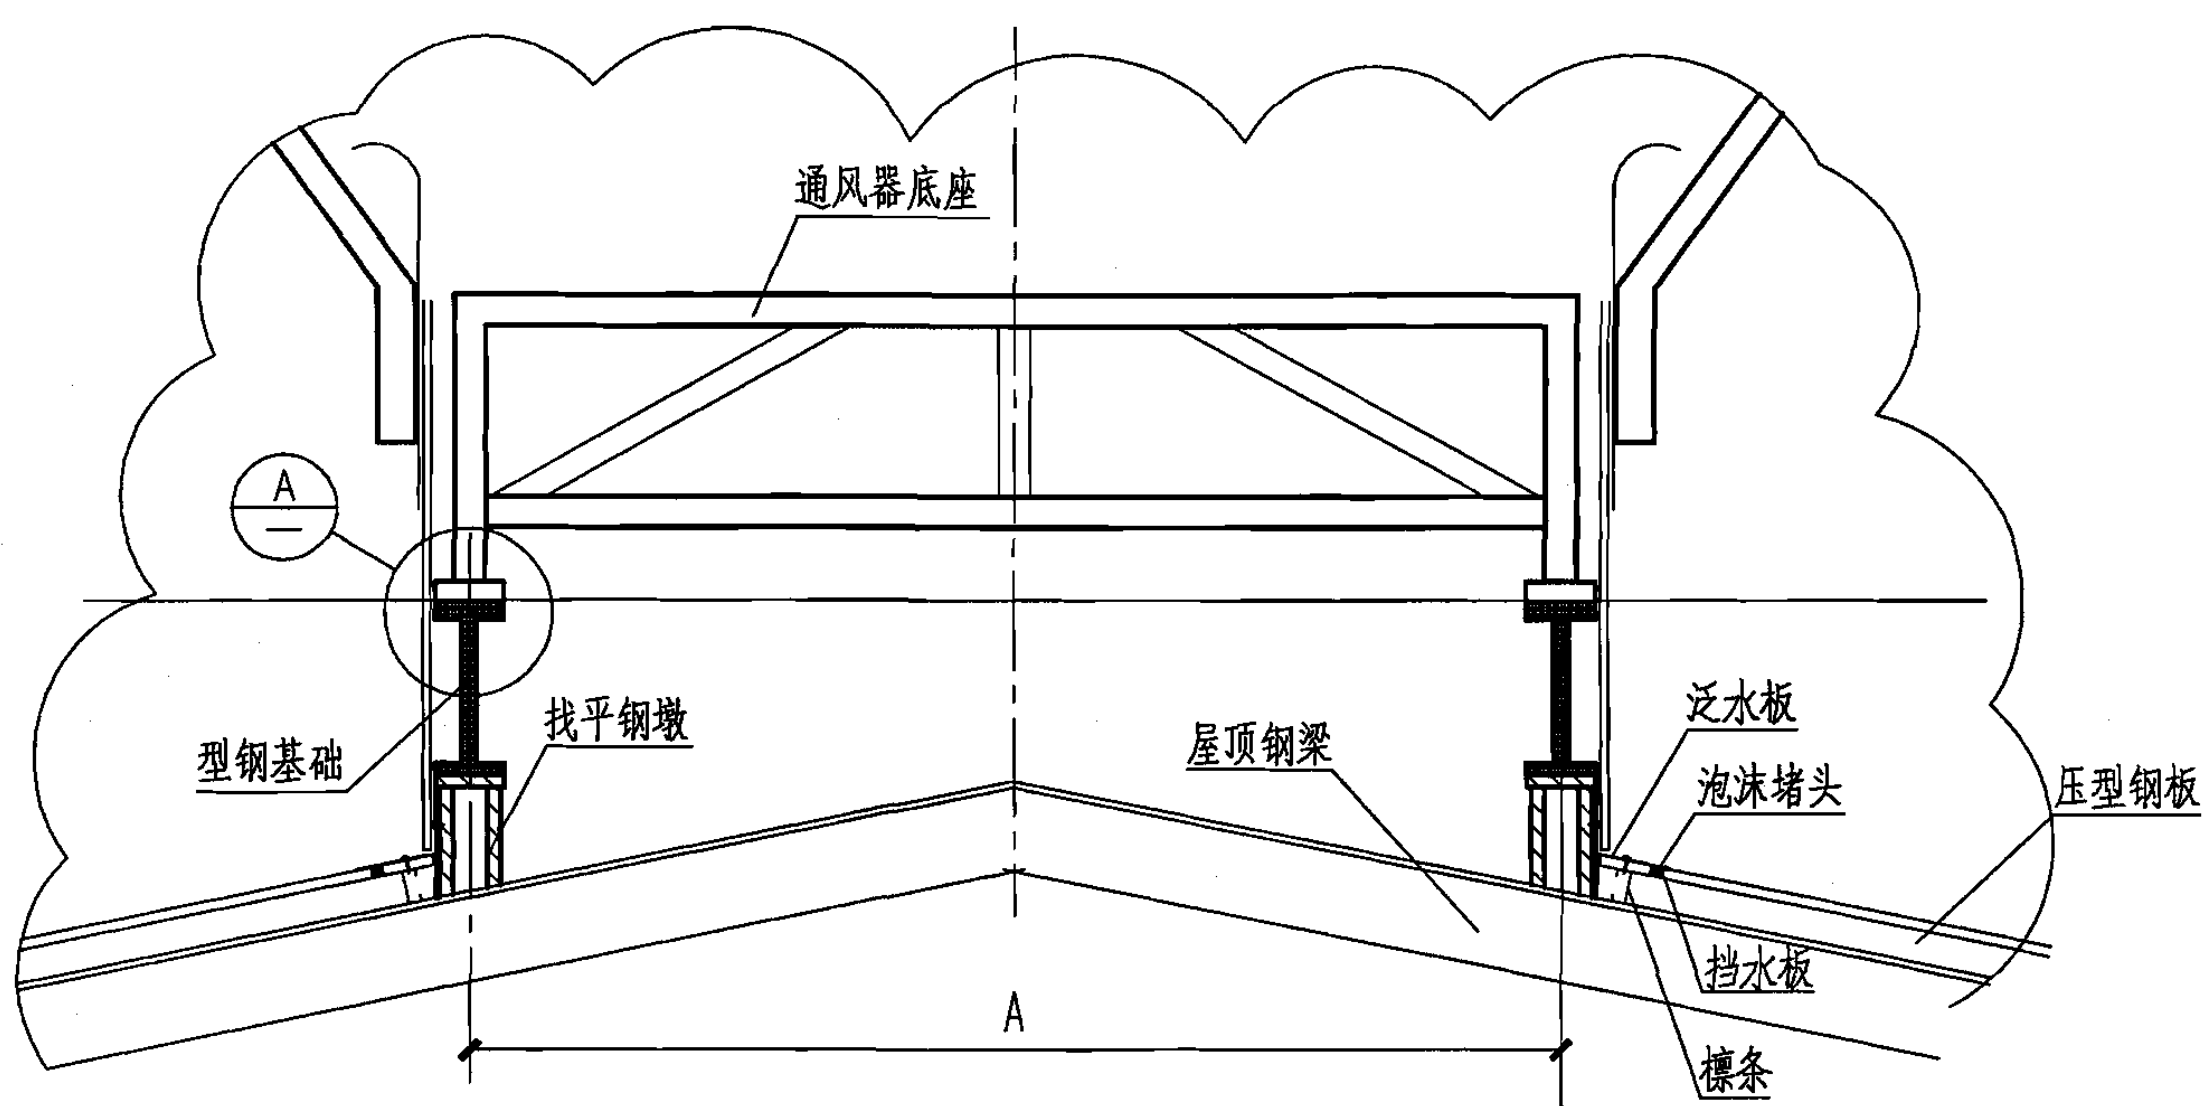 通风器底座
A
型钢基础
找平钢墩
屋顶钢梁
泛水板
泡沫堵头
压型钢板
挡水板
A
檩条